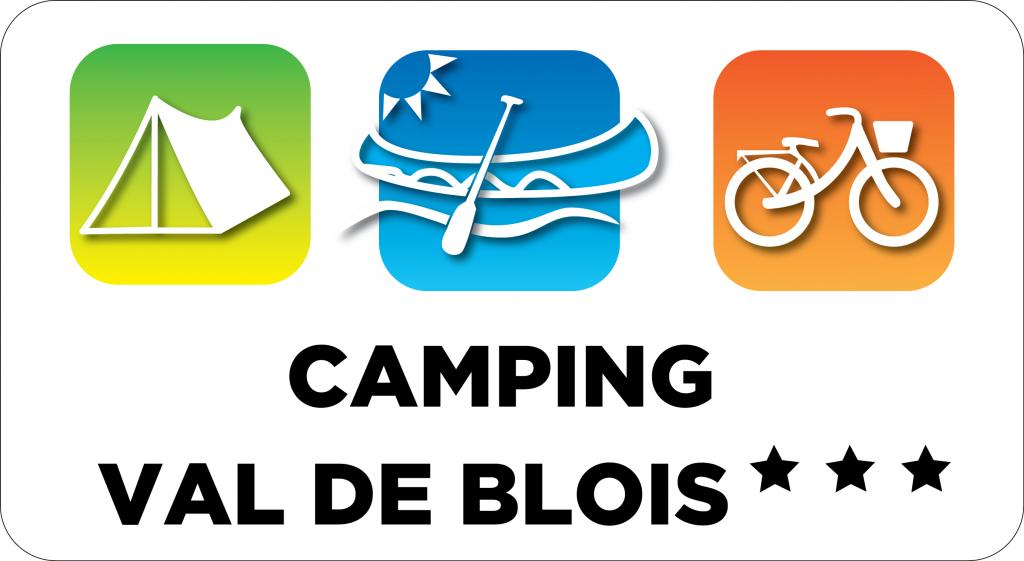 CAMPING
VAL DE BLOIS ★ ★ ★